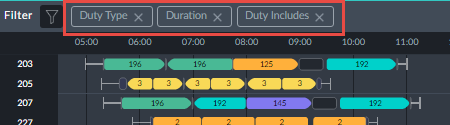 Filter Duty Type × Duration × Duty Includes ×
05:00 06:00 07:00 08:00 09:00 10:00 11:00
203 196 196 125 192
205 3 3 3 3 3 3
207 196 192 145 192
227 2 2 2 2